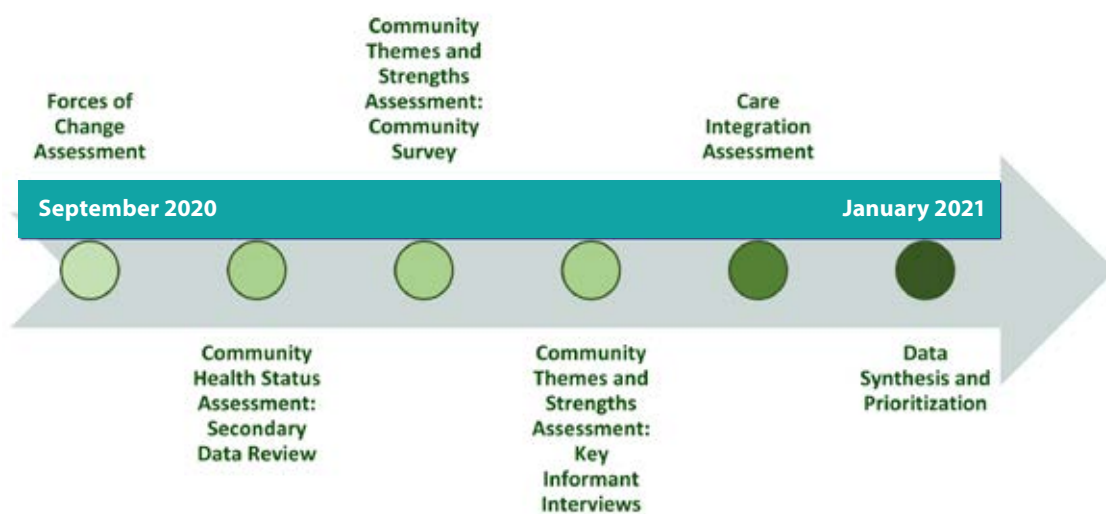 Community
Themes and
Strengths
Assessment:
Community
Survey
Forces of
Change
Assessment
Care
Integration
Assessment
September 2020
January 2021
Community
Health Status
Assessment:
Secondary
Data Review
Community
Themes and
Strengths
Assessment:
Key
Informant
Interviews
Data
Synthesis and
Prioritization